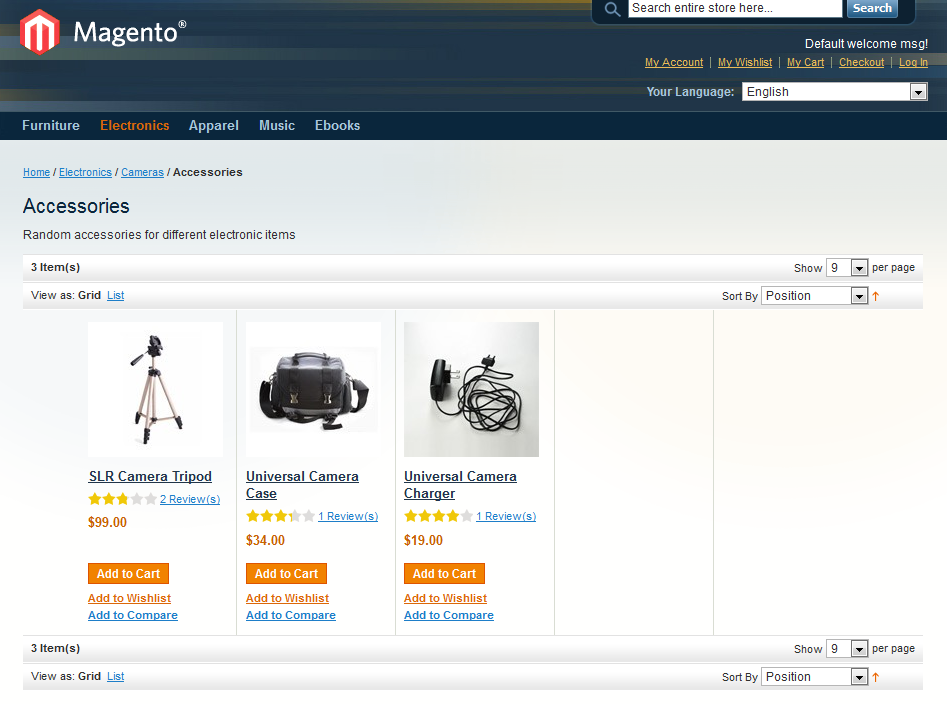 Magento®
Search entire store here... Search
Default welcome msg!
My Account | My Wishlist | My Cart | Checkout | Log In
Your Language: English
Furniture Electronics Apparel Music Ebooks
Home / Electronics / Cameras / Accessories
Accessories
Random accessories for different electronic items
3 Item(s) Show 9 per page
View as: Grid List Sort By Position
SLR Camera Tripod
2 Review(s)
$99.00
Add to Cart
Add to Wishlist
Add to Compare
Universal Camera
Case
1 Review(s)
$34.00
Add to Cart
Add to Wishlist
Add to Compare
Universal Camera
Charger
1 Review(s)
$19.00
Add to Cart
Add to Wishlist
Add to Compare
3 Item(s) Show 9 per page
View as: Grid List Sort By Position